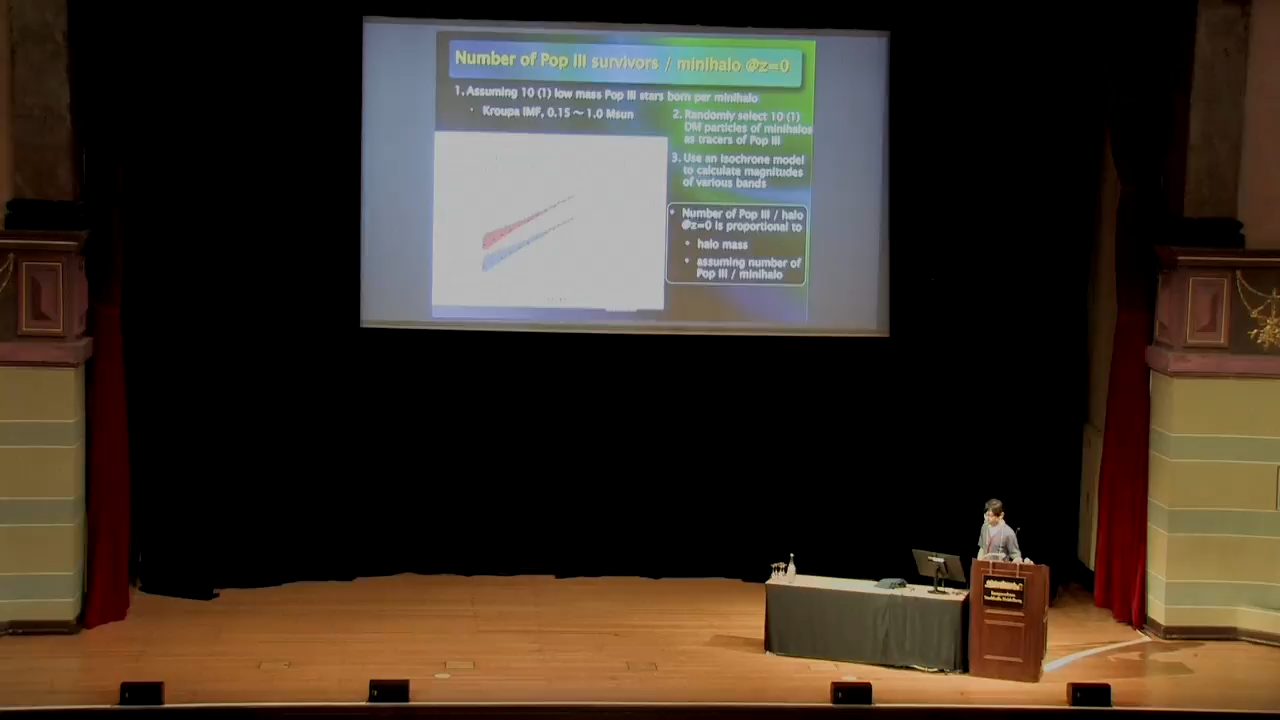 Number of Pop III survivors / minihalo @z=0
1. Assuming 10 (1) low mass Pop III stars born per minihalo
• Kroupa IMF, 0.15 ~ 1.0 Msun
2. Randomly select 10 (1)
DM particles of minihalos
as tracers of Pop III
3. Use an isochrone model
to calculate magnitudes
of various bands
• Number of Pop III / halo
@z=0 is proportional to
• halo mass
• assuming number of
Pop III / minihalo